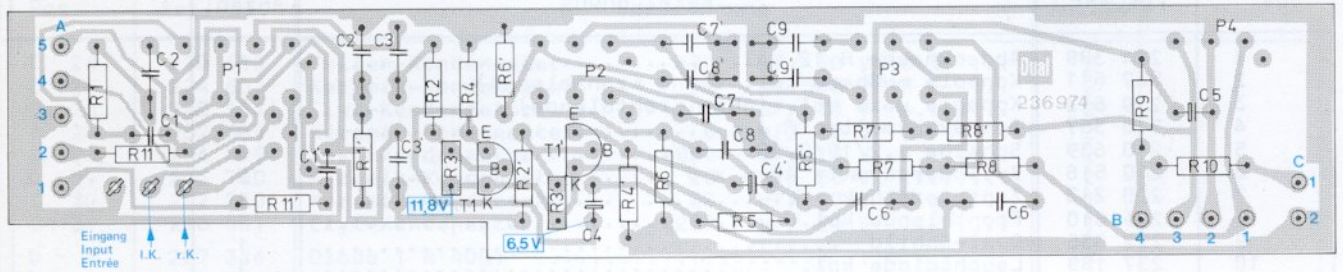 A
5
4
3
2
1
R1
C2
C1
R11
P1
Eingang
Input
Entrée
l.K.
r.K.
C2'
C3
C1'
R1'
C3'
R11'
R2
R4
R6'
R3
E
B
K
T1
11,8V
R2'
E
T1'
B
K
R3'
C4
6,5V
P2
R4'
R6
C7'
C8'
C7
C8
C4'
R5
C9
C9'
R5'
P3
R7'
R8'
R7
R8
C6'
C6
Dual
236974
P4
R9
C5
R10
B
4
3
2
1
C
1
2